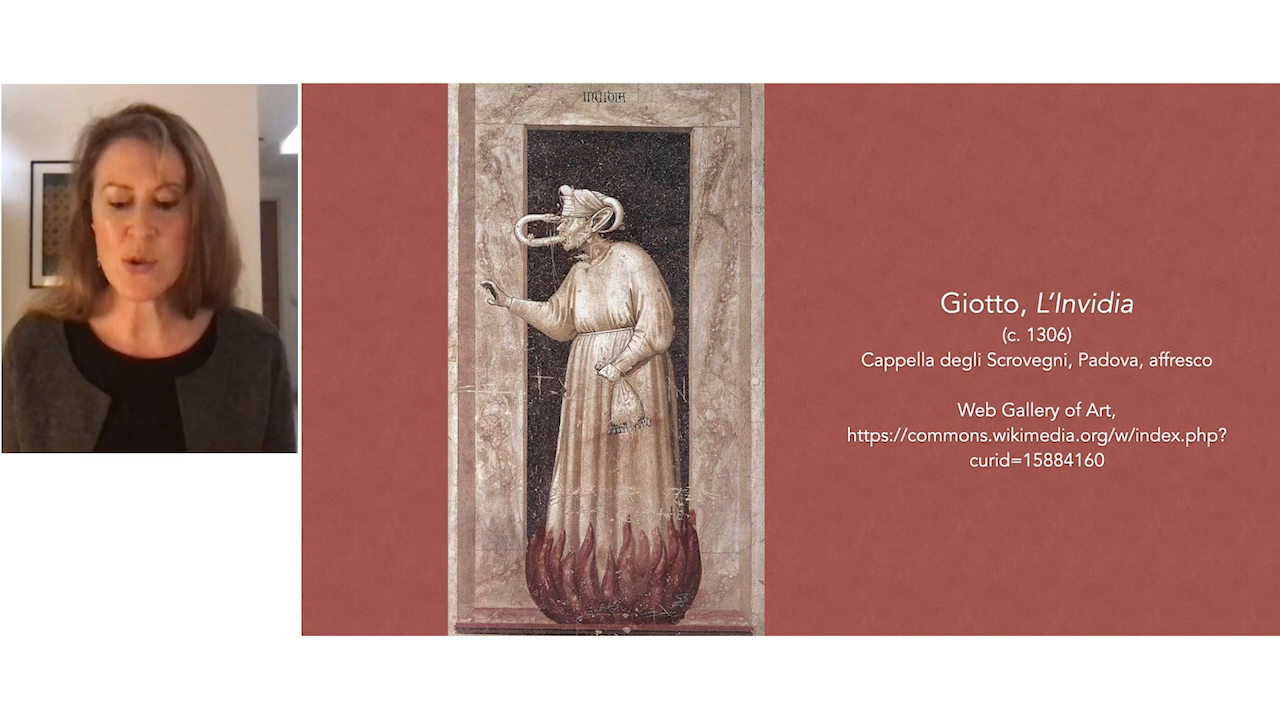 INVIDIA
Giotto, L’Invidia
(c. 1306)
Cappella degli Scrovegni, Padova, affresco
Web Gallery of Art,
https://commons.wikimedia.org/w/index.php?
curid=15884160